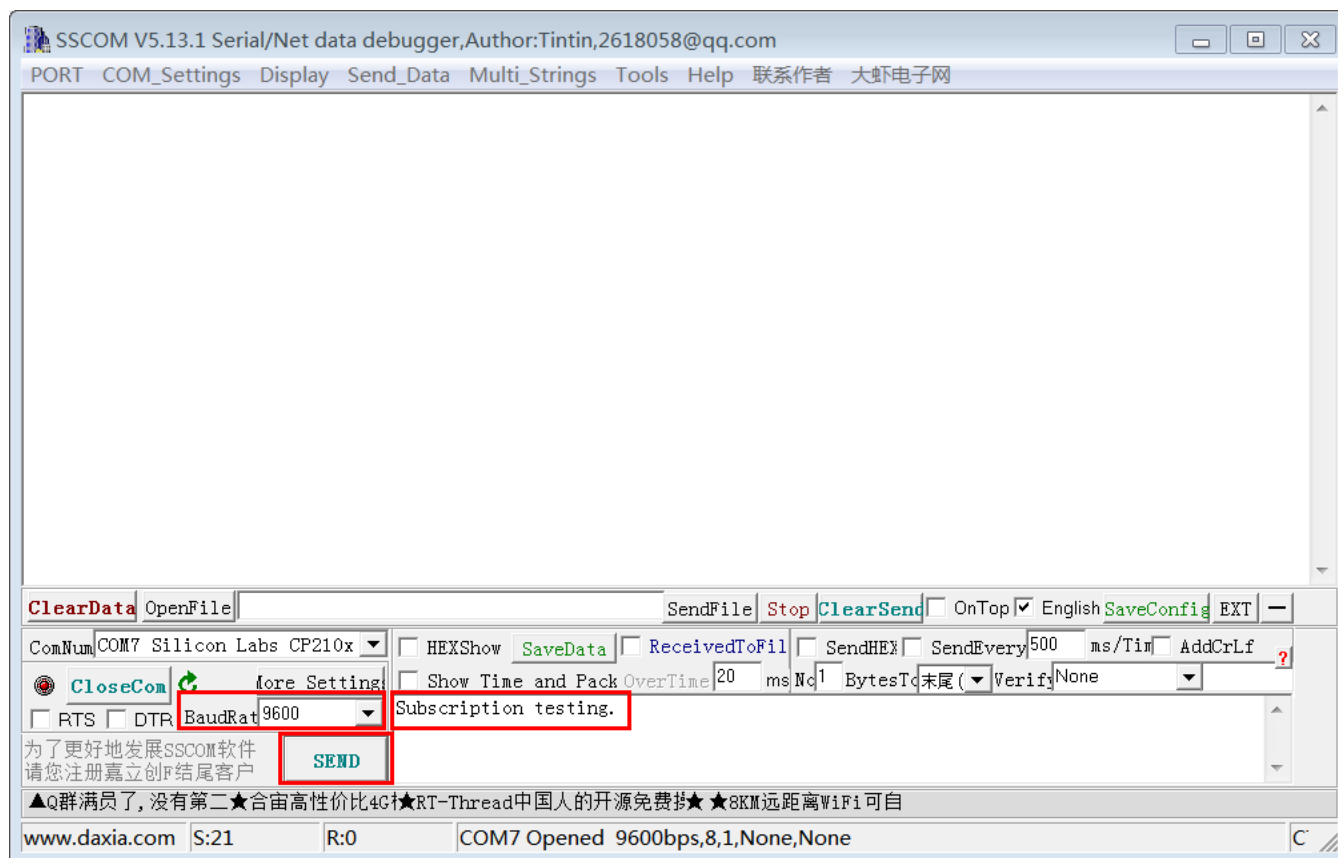 SSCOM V5.13.1 Serial/Net data debugger,Author:Tintin,2618058@qq.com
PORT COM_Settings Display Send_Data Multi_Strings Tools Help 联系作者 大虾电子网
ClearData OpenFile SendFile Stop ClearSend OnTop English SaveConfig EXT —
ComNum COM7 Silicon Labs CP210x HEXShow SaveData ReceivedToFil SendHEX SendEvery 500 ms/Tim AddCrLf ?
CloseCom More Settings Show Time and Pack OverTime 20 ms No 1 BytesTo 末尾( Verify None
RTS DTR BaudRat 9600 Subscription testing.
为了更好地发展SSCOM软件
请您注册嘉立创F结尾客户 SEND
▲Q群满员了,没有第二★合宙高性价比4G ★RT-Thread中国人的开源免费 ★ ★8KM远距离WiFi可自
www.daxia.com S:21 R:0 COM7 Opened 9600bps,8,1,None,None